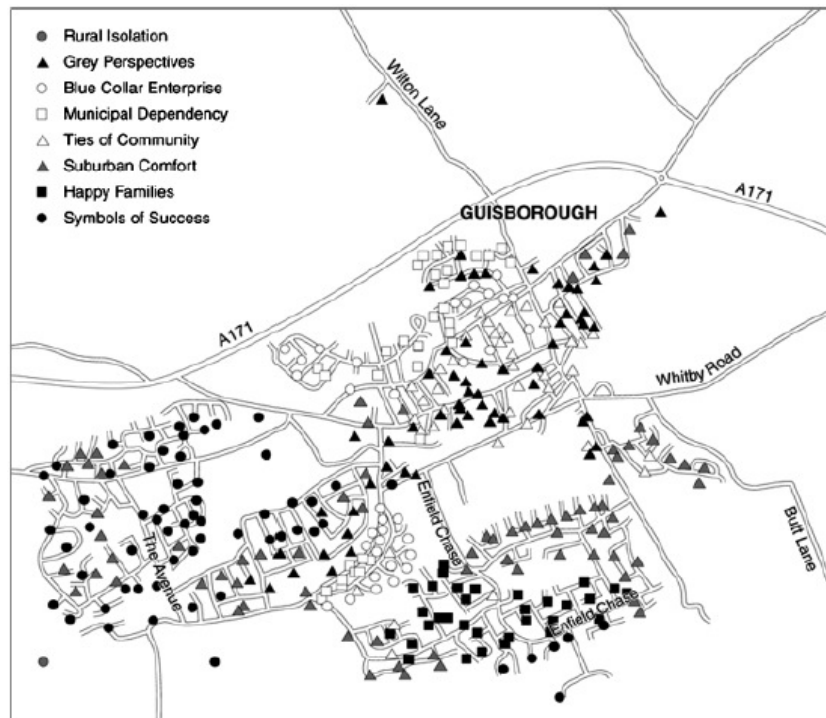 Rural Isolation
Grey Perspectives
Blue Collar Enterprise
Municipal Dependency
Ties of Community
Suburban Comfort
Happy Families
Symbols of Success
Wilton Lane
GUISBOROUGH
A171
A171
Whitby Road
Enfield Chase
Butt Lane
The Avenue
Enfield Chase